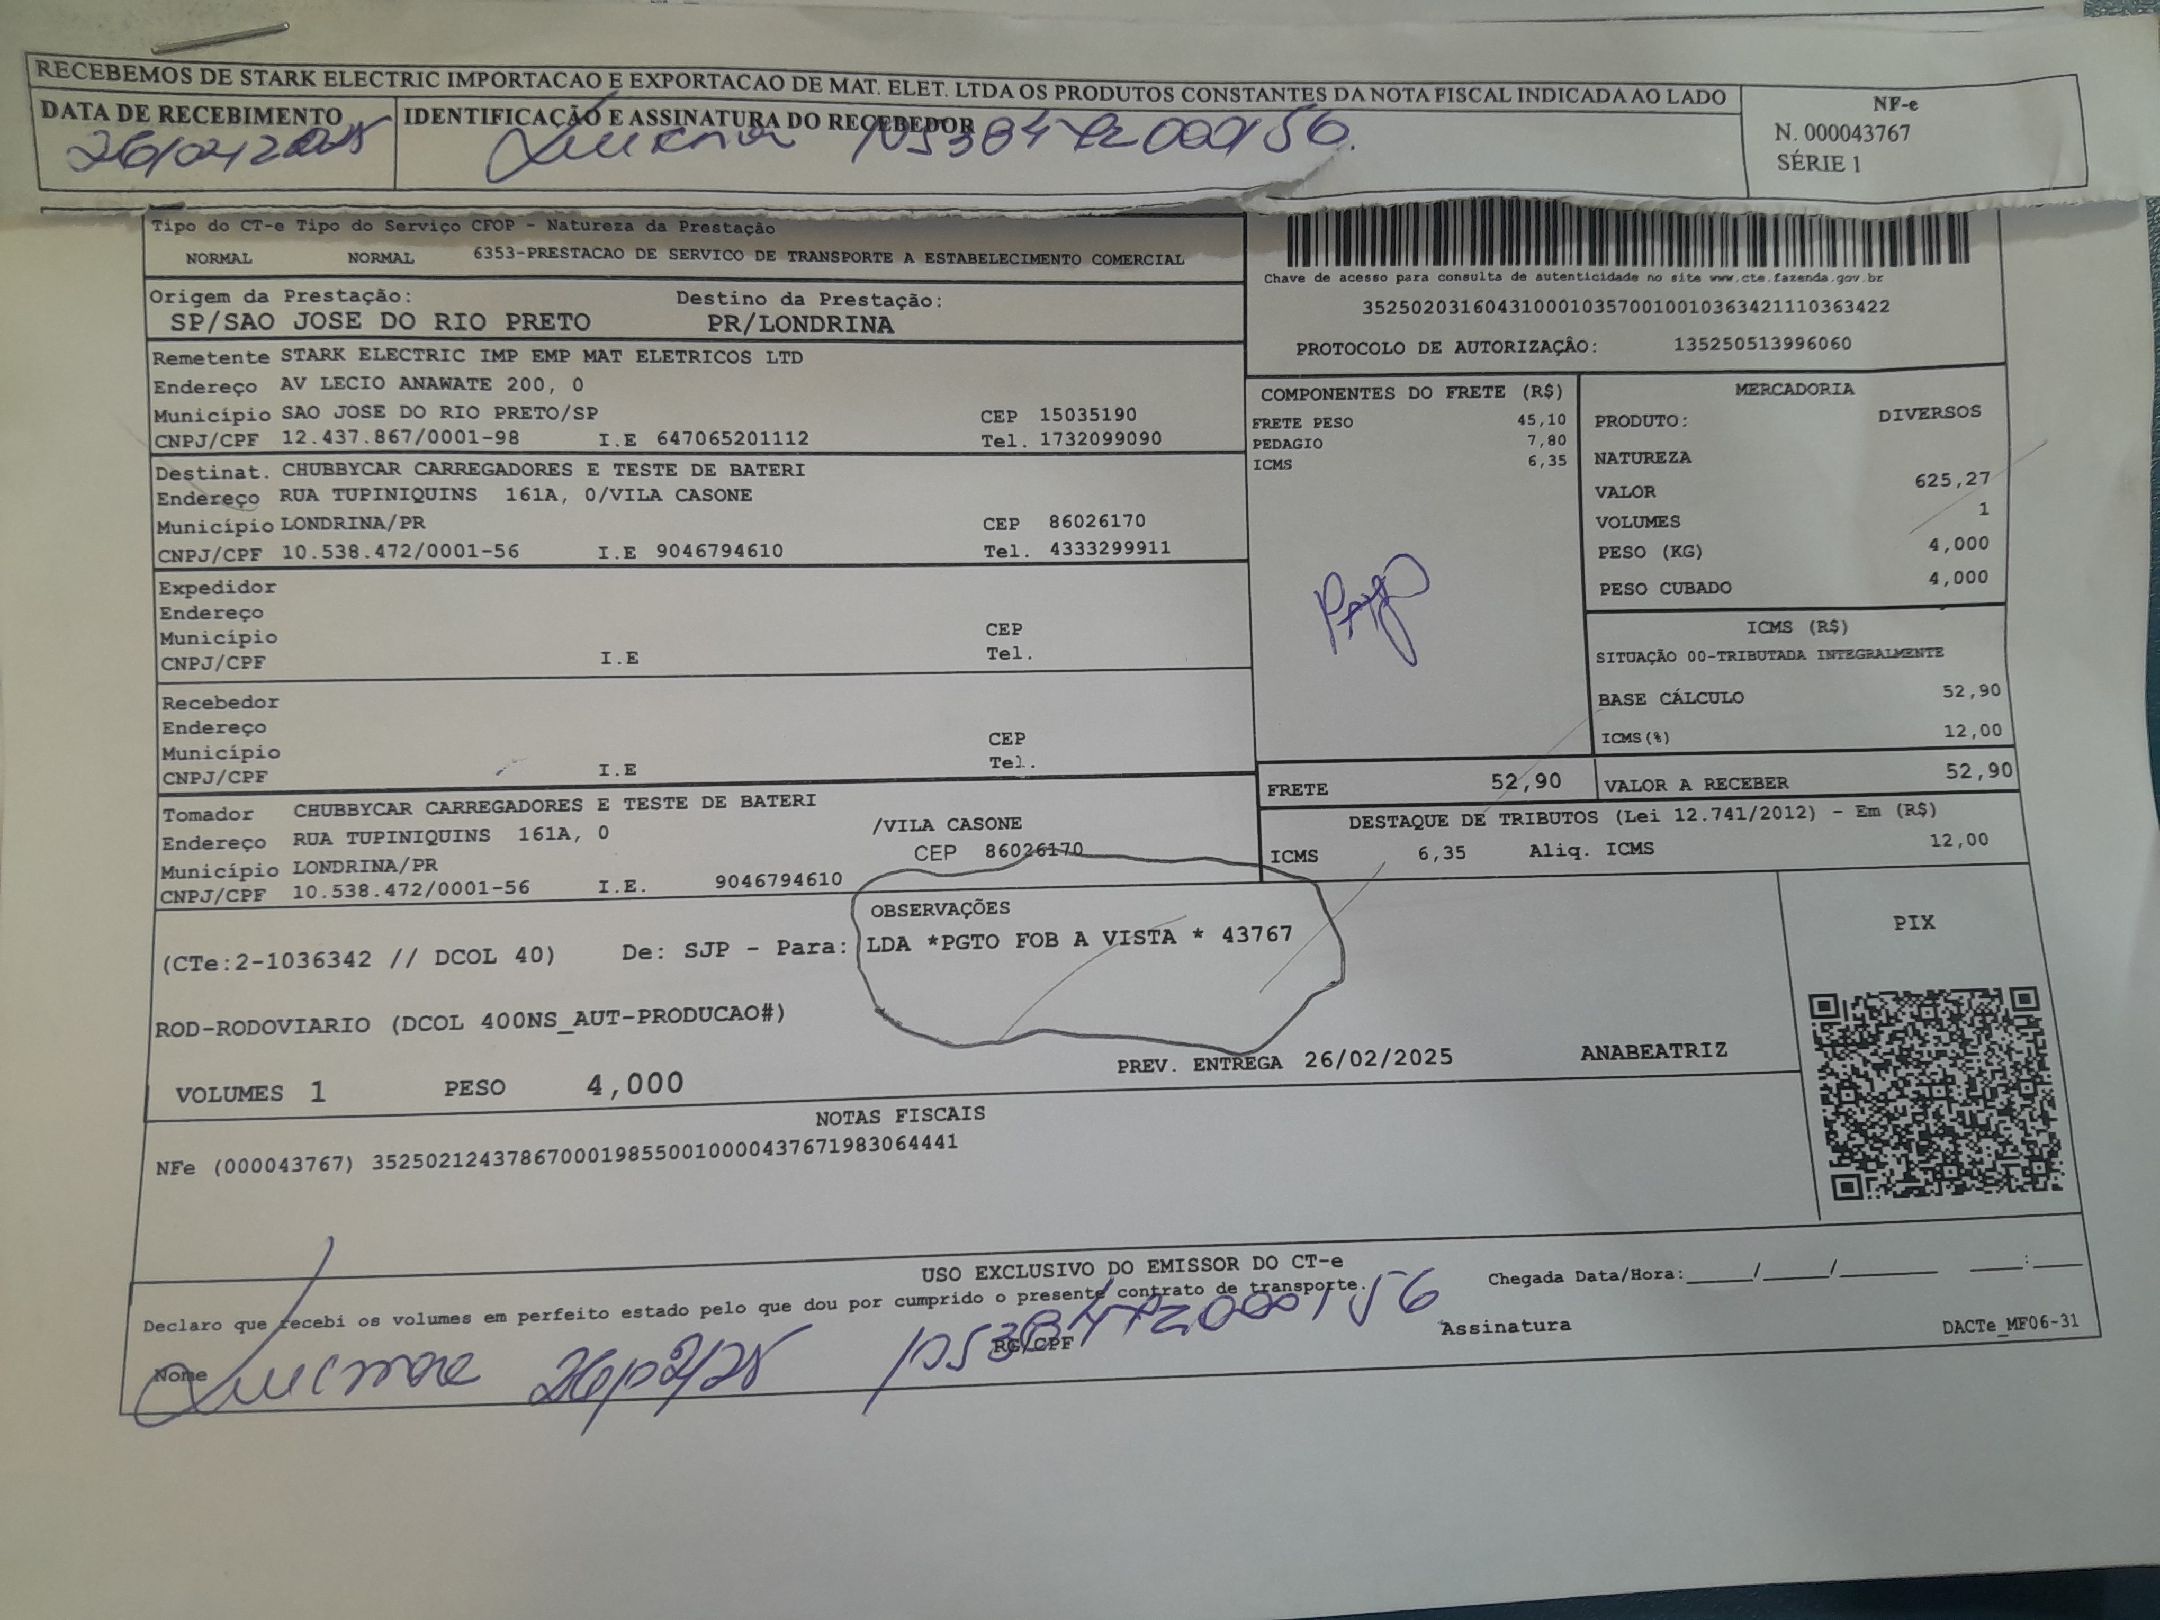 RECEBEMOS DE STARK ELECTRIC IMPORTACAO E EXPORTACAO DE MAT. ELET. LTDA OS PRODUTOS CONSTANTES DA NOTA FISCAL INDICADA AO LADO
DATA DE RECEBIMENTO
IDENTIFICAÇÃO E ASSINATURA DO RECEBEDOR
NF-e
N. 000043767
SÉRIE 1
10538472000156
Tipo do CT-e Tipo do Serviço CFOP - Natureza da Prestação
NORMAL NORMAL 6353-PRESTACAO DE SERVICO DE TRANSPORTE A ESTABELECIMENTO COMERCIAL
Chave de acesso para consulta de autenticidade no site www.cte.fazenda.gov.br
35250203160431000103570010010363421110363422
PROTOCOLO DE AUTORIZAÇÂO: 135250513996060
Origem da Prestação: Destino da Prestação:
SP/SAO JOSE DO RIO PRETO PR/LONDRINA
Remetente STARK ELECTRIC IMP EMP MAT ELETRICOS LTD
Endereço AV LECIO ANAWATE 200, 0
Município SAO JOSE DO RIO PRETO/SP CEP 15035190
CNPJ/CPF 12.437.867/0001-98 I.E 647065201112 Tel. 1732099090
Destinat. CHUBBYCAR CARREGADORES E TESTE DE BATERI
Endereço RUA TUPINIQUINS 161A, 0/VILA CASONE
Município LONDRINA/PR CEP 86026170
CNPJ/CPF 10.538.472/0001-56 I.E 9046794610 Tel. 4333299911
Expedidor
Endereço
Município CEP
CNPJ/CPF I.E Tel.
Recebedor
Endereço
Município CEP
CNPJ/CPF I.E Tel.
Tomador CHUBBYCAR CARREGADORES E TESTE DE BATERI
Endereço RUA TUPINIQUINS 161A, 0 /VILA CASONE
Município LONDRINA/PR CEP 86026170
CNPJ/CPF 10.538.472/0001-56 I.E. 9046794610
COMPONENTES DO FRETE (R$)
FRETE PESO 45,10
PEDAGIO 7,80
ICMS 6,35
Pago
MERCADORIA
PRODUTO: DIVERSOS
NATUREZA
VALOR 625,27
VOLUMES 1
PESO (KG) 4,000
PESO CUBADO 4,000
ICMS (R$)
SITUAÇÃO 00-TRIBUTADA INTEGRALMENTE
BASE CÁLCULO 52,90
ICMS(%) 12,00
FRETE 52,90 VALOR A RECEBER 52,90
DESTAQUE DE TRIBUTOS (Lei 12.741/2012) - Em (R$)
ICMS 6,35 Aliq. ICMS 12,00
OBSERVAÇÕES
(CTe:2-1036342 // DCOL 40) De: SJP - Para: LDA *PGTO FOB A VISTA * 43767
ROD-RODOVIARIO (DCOL 400NS_AUT-PRODUCAO#)
PREV. ENTREGA 26/02/2025 ANABEATRIZ
VOLUMES 1 PESO 4,000
PIX
NOTAS FISCAIS
NFe (000043767) 35250212437867000198550010000437671983064441
USO EXCLUSIVO DO EMISSOR DO CT-e
Declaro que recebi os volumes em perfeito estado pelo que dou por cumprido o presente contrato de transporte.
Chegada Data/Hora:_____/_____/_______ ___:___
Nome 26/02/25 RG/CPF 10538472000156 Assinatura
DACTe_MF06-31